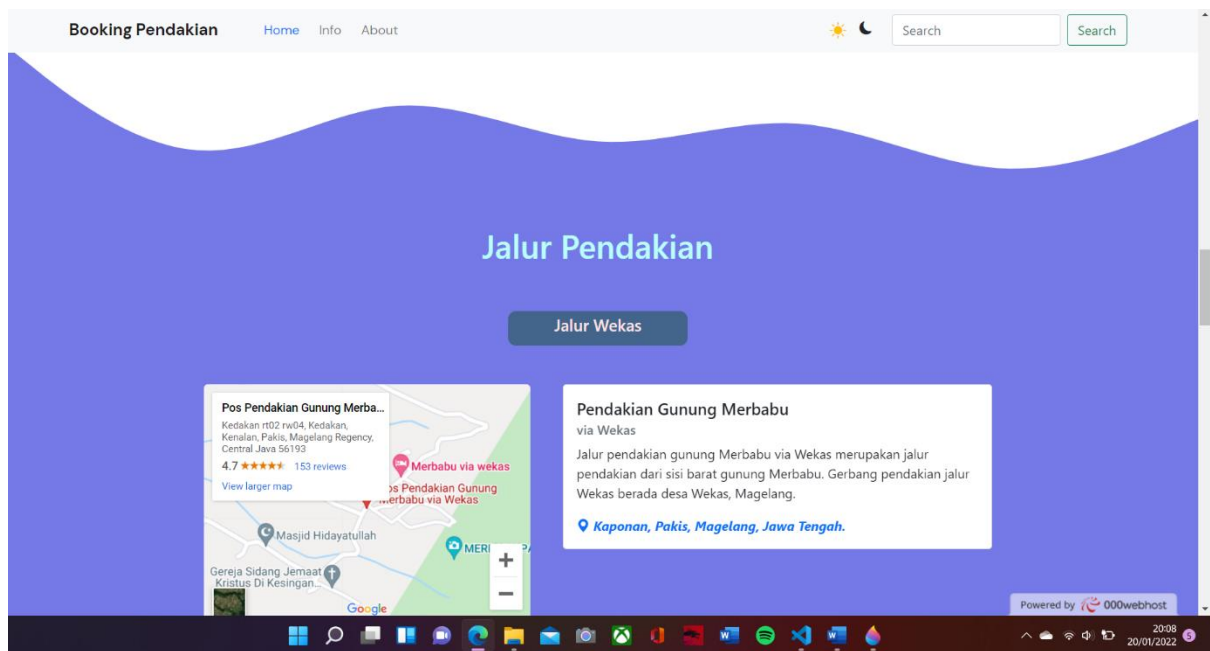 Booking Pendakian Home Info About Search Search
Jalur Pendakian
Jalur Wekas
Pos Pendakian Gunung Merba...
Kedakan rt02 rw04, Kedakan,
Kenalan, Pakis, Magelang Regency,
Central Java 56193
4.7 153 reviews
View larger map
Merbabu via wekas
os Pendakian Gunung
Merbabu via Wekas
Masjid Hidayatullah
MER
Gereja Sidang Jemaat
Kristus Di Kesingan...
Google
Pendakian Gunung Merbabu
via Wekas
Jalur pendakian gunung Merbabu via Wekas merupakan jalur
pendakian dari sisi barat gunung Merbabu. Gerbang pendakian jalur
Wekas berada desa Wekas, Magelang.
Kaponan, Pakis, Magelang, Jawa Tengah.
Powered by 000webhost
20:08
20/01/2022
5